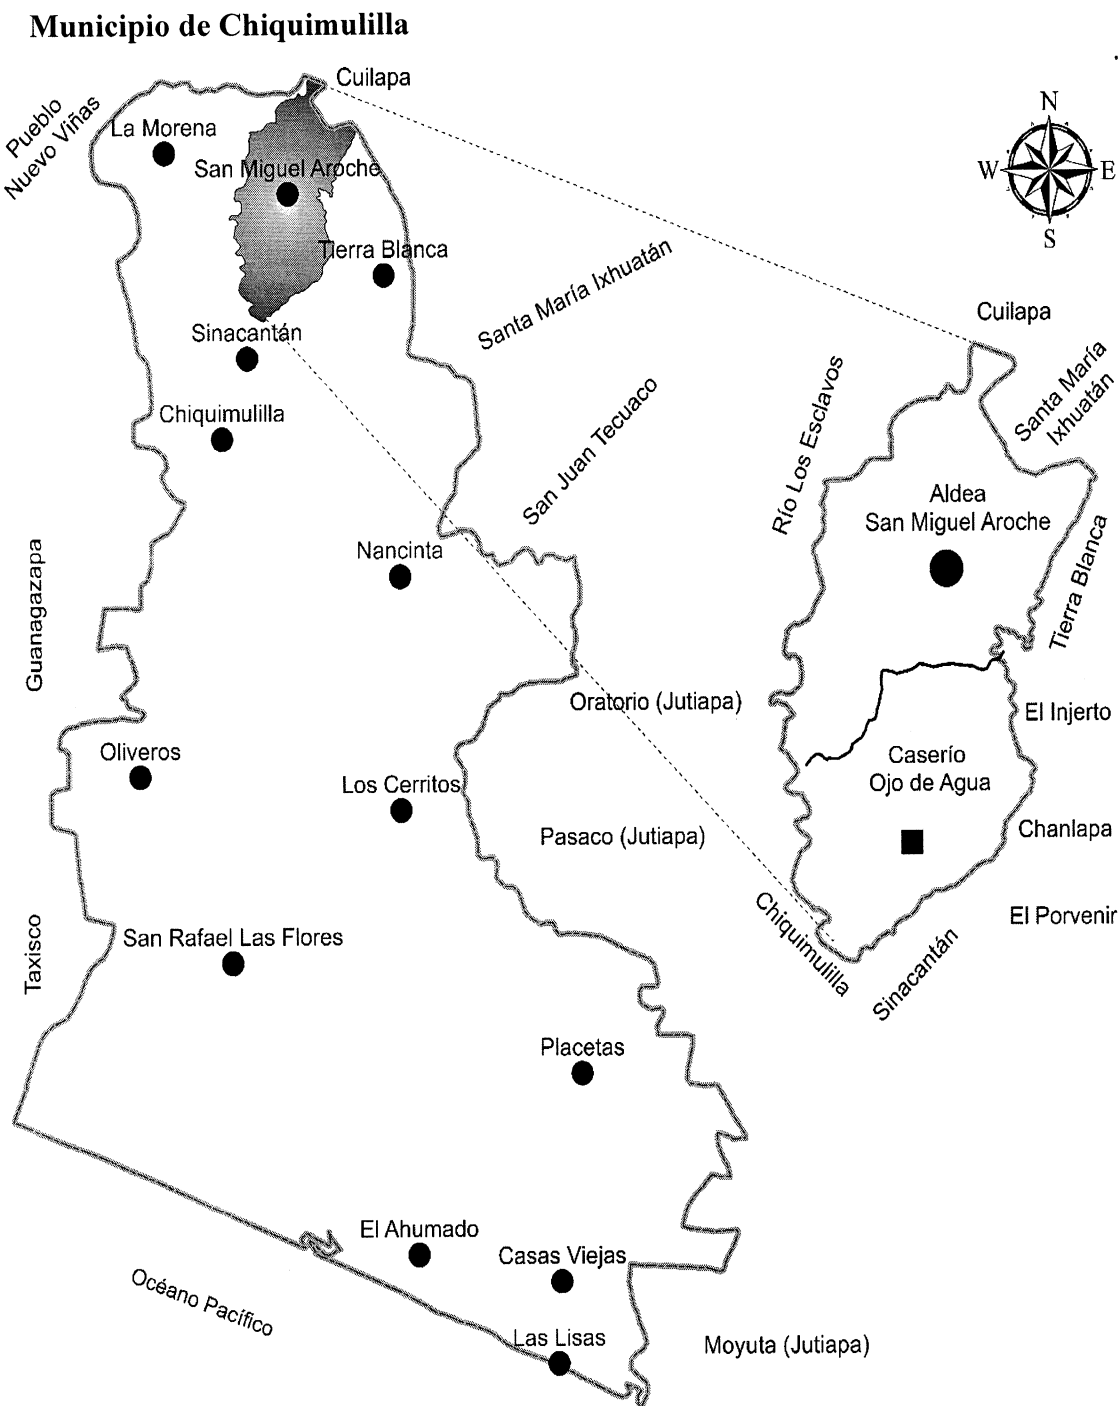 Municipio de Chiquimulilla
Cuilapa
Pueblo
Nuevo Viñas
La Morena
San Miguel Aroche
Tierra Blanca
Sinacantán
Chiquimulilla
Santa María Ixhuatán
San Juan Tecuaco
Nancinta
Guanagazapa
Oratorio (Jutiapa)
Oliveros
Los Cerritos
Pasaco (Jutiapa)
Taxisco
San Rafael Las Flores
Placetas
El Ahumado
Casas Viejas
Océano Pacífico
Las Lisas
Moyuta (Jutiapa)
N
W
E
S
Cuilapa
Santa María
Ixhuatán
Río Los Esclavos
Aldea
San Miguel Aroche
Tierra Blanca
El Injerto
Caserío
Ojo de Agua
Chanlapa
El Porvenir
Chiquimulilla
Sinacantán